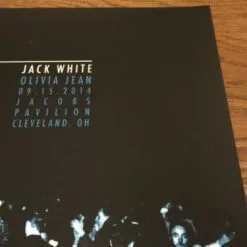 JACK WHITE
OLIVIA JEAN
09.15.2014
JACOBS
PAVILION
CLEVELAND. OH